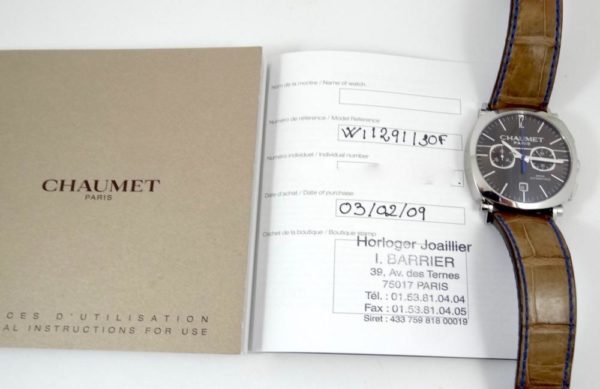 CHAUMET
PARIS
CES D'UTILISATION
AL INSTRUCTIONS FOR USE
Nom de la montre / Name of watch
Numéro de référence / Model Reference
W11291130F
Numéro individuel / Individual number
Date d'achat / Date of purchase
03/02/09
Cachet de la boutique / Boutique stamp
Horloger Joaillier
I. BARRIER
39, Av. des Ternes
75017 PARIS
Tél. : 01.53.81.04.04
Fax : 01.53.81.04.05
Siret : 433 759 818 00019
CHAUMET
PARIS